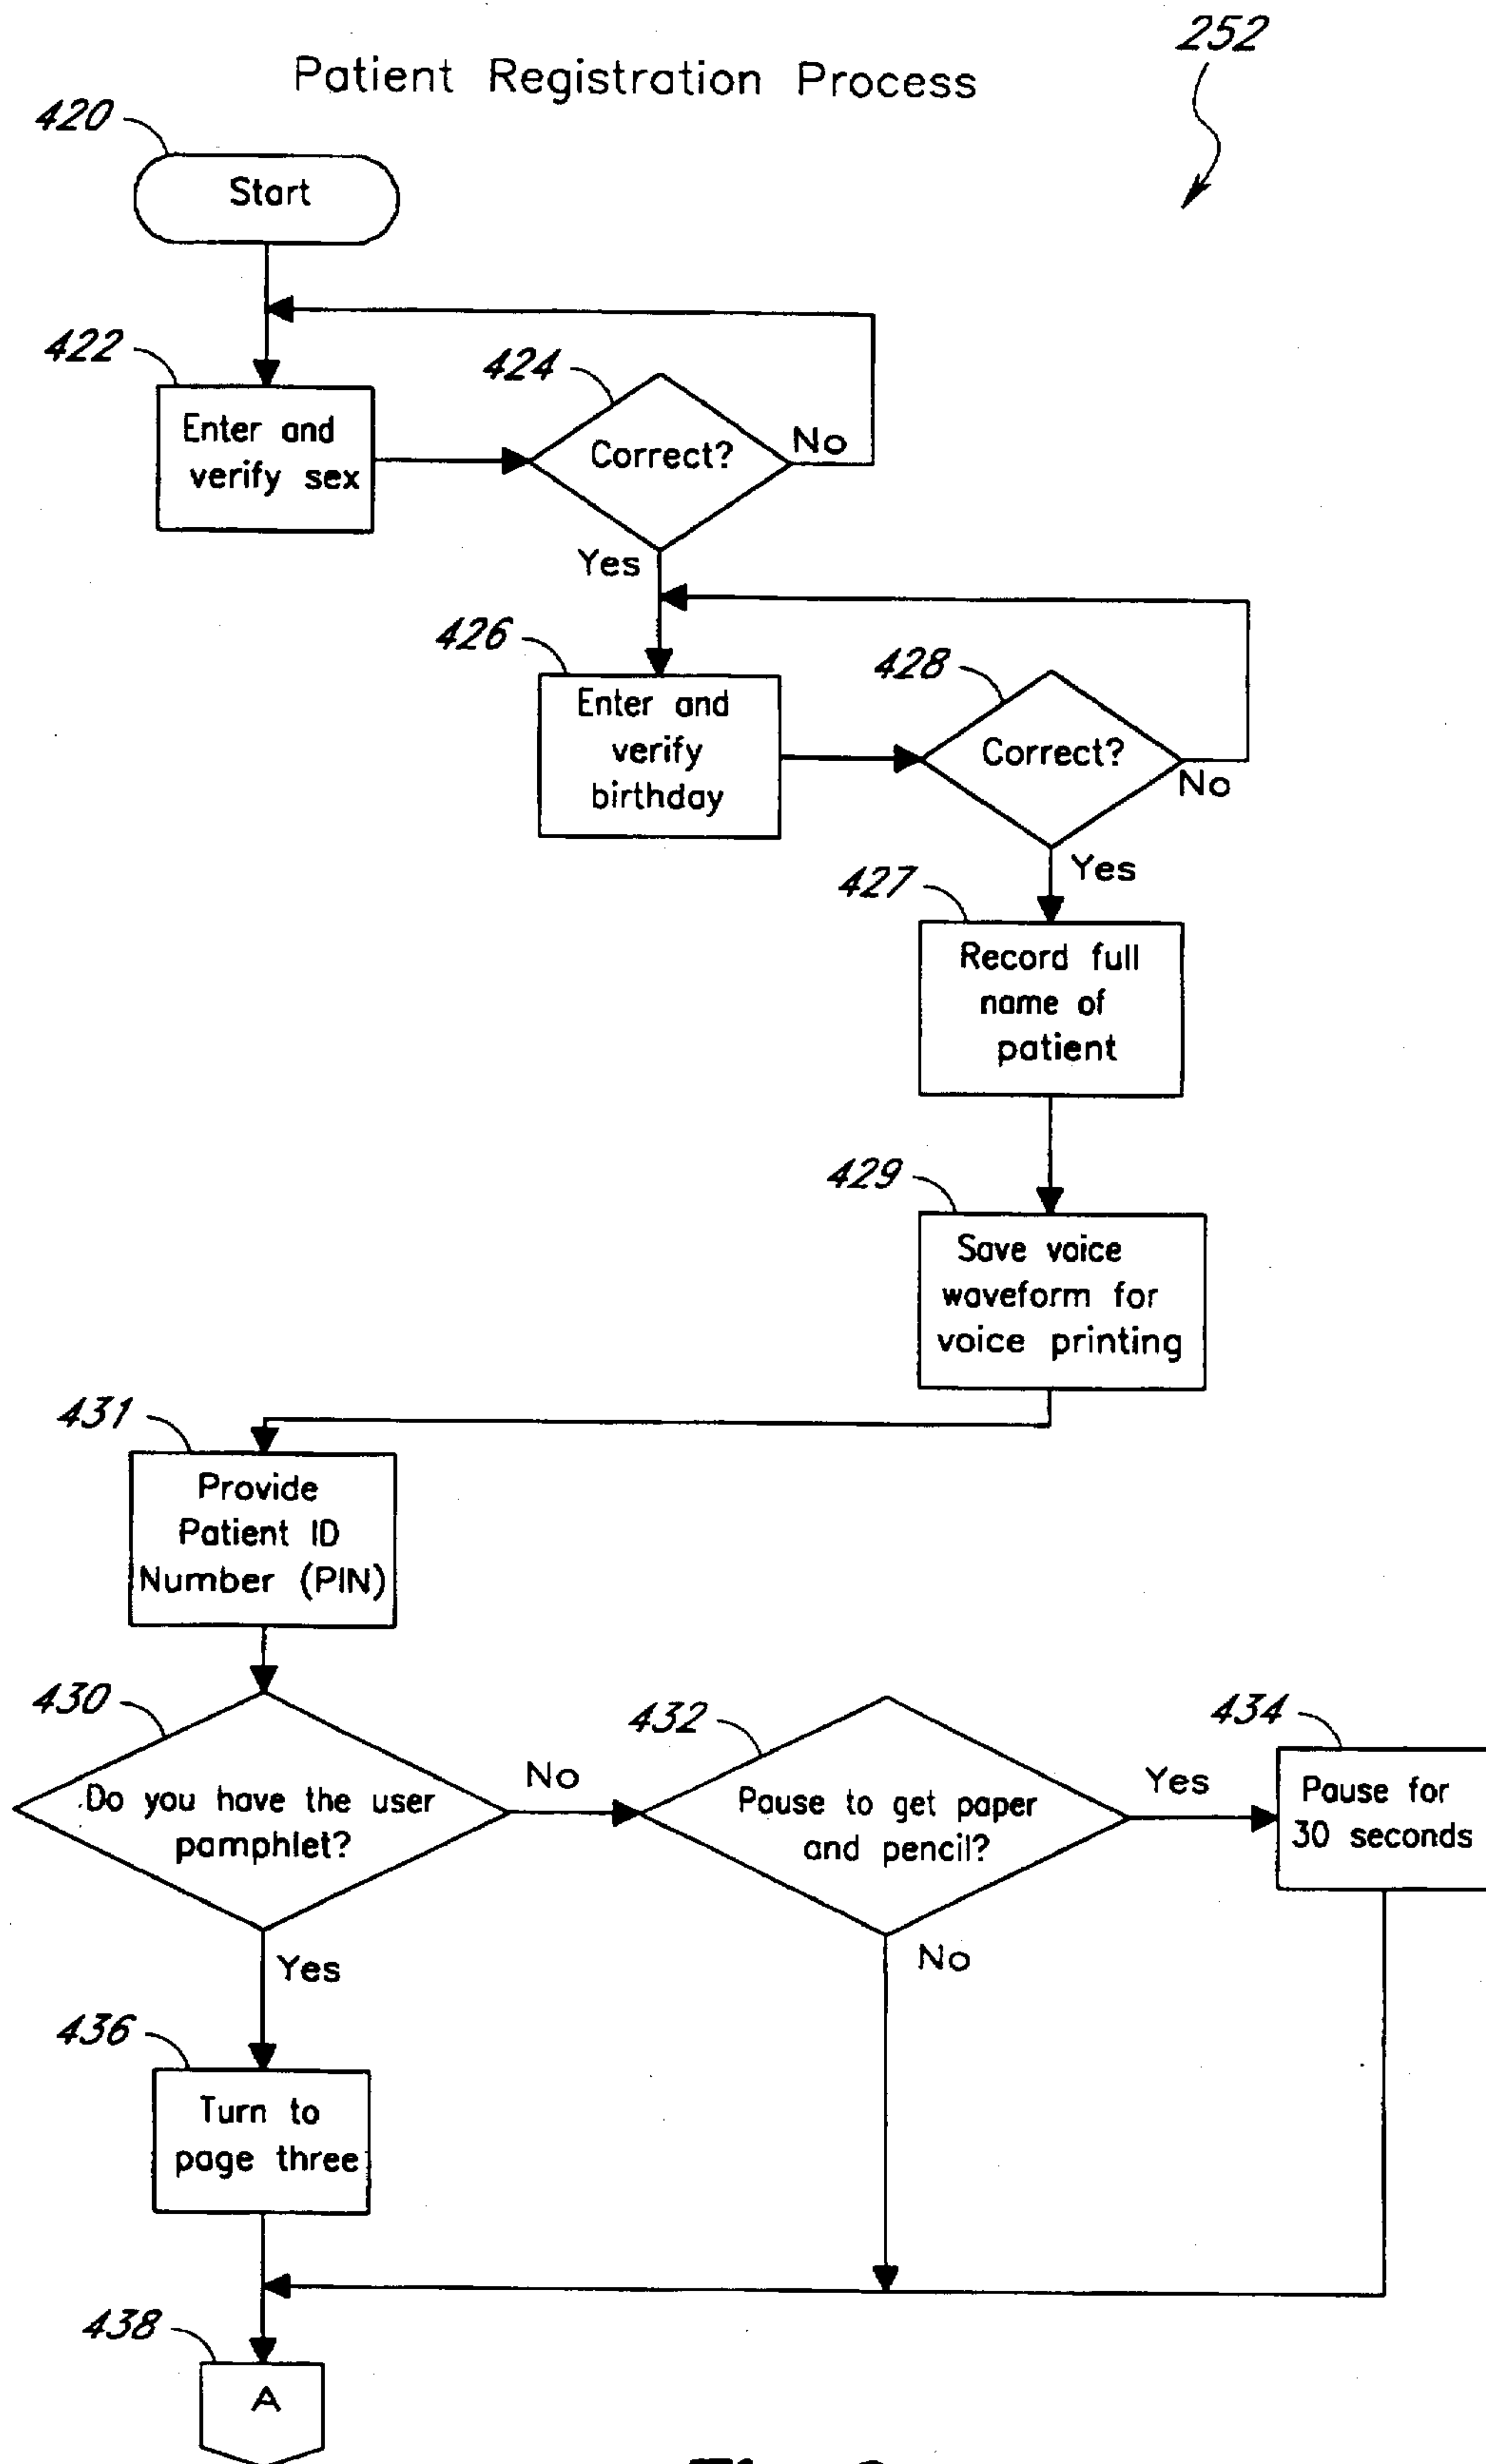 252
Patient Registration Process
420
Start
422
Enter and
verify sex
424
Correct?
No
Yes
426
Enter and
verify
birthday
428
Correct?
No
Yes
427
Record full
name of
patient
429
Save voice
waveform for
voice printing
431
Provide
Patient ID
Number (PIN)
430
Do you have the user
pamphlet?
No
432
Pause to get paper
and pencil?
Yes
434
Pause for
30 seconds
Yes
No
436
Turn to
page three
438
A